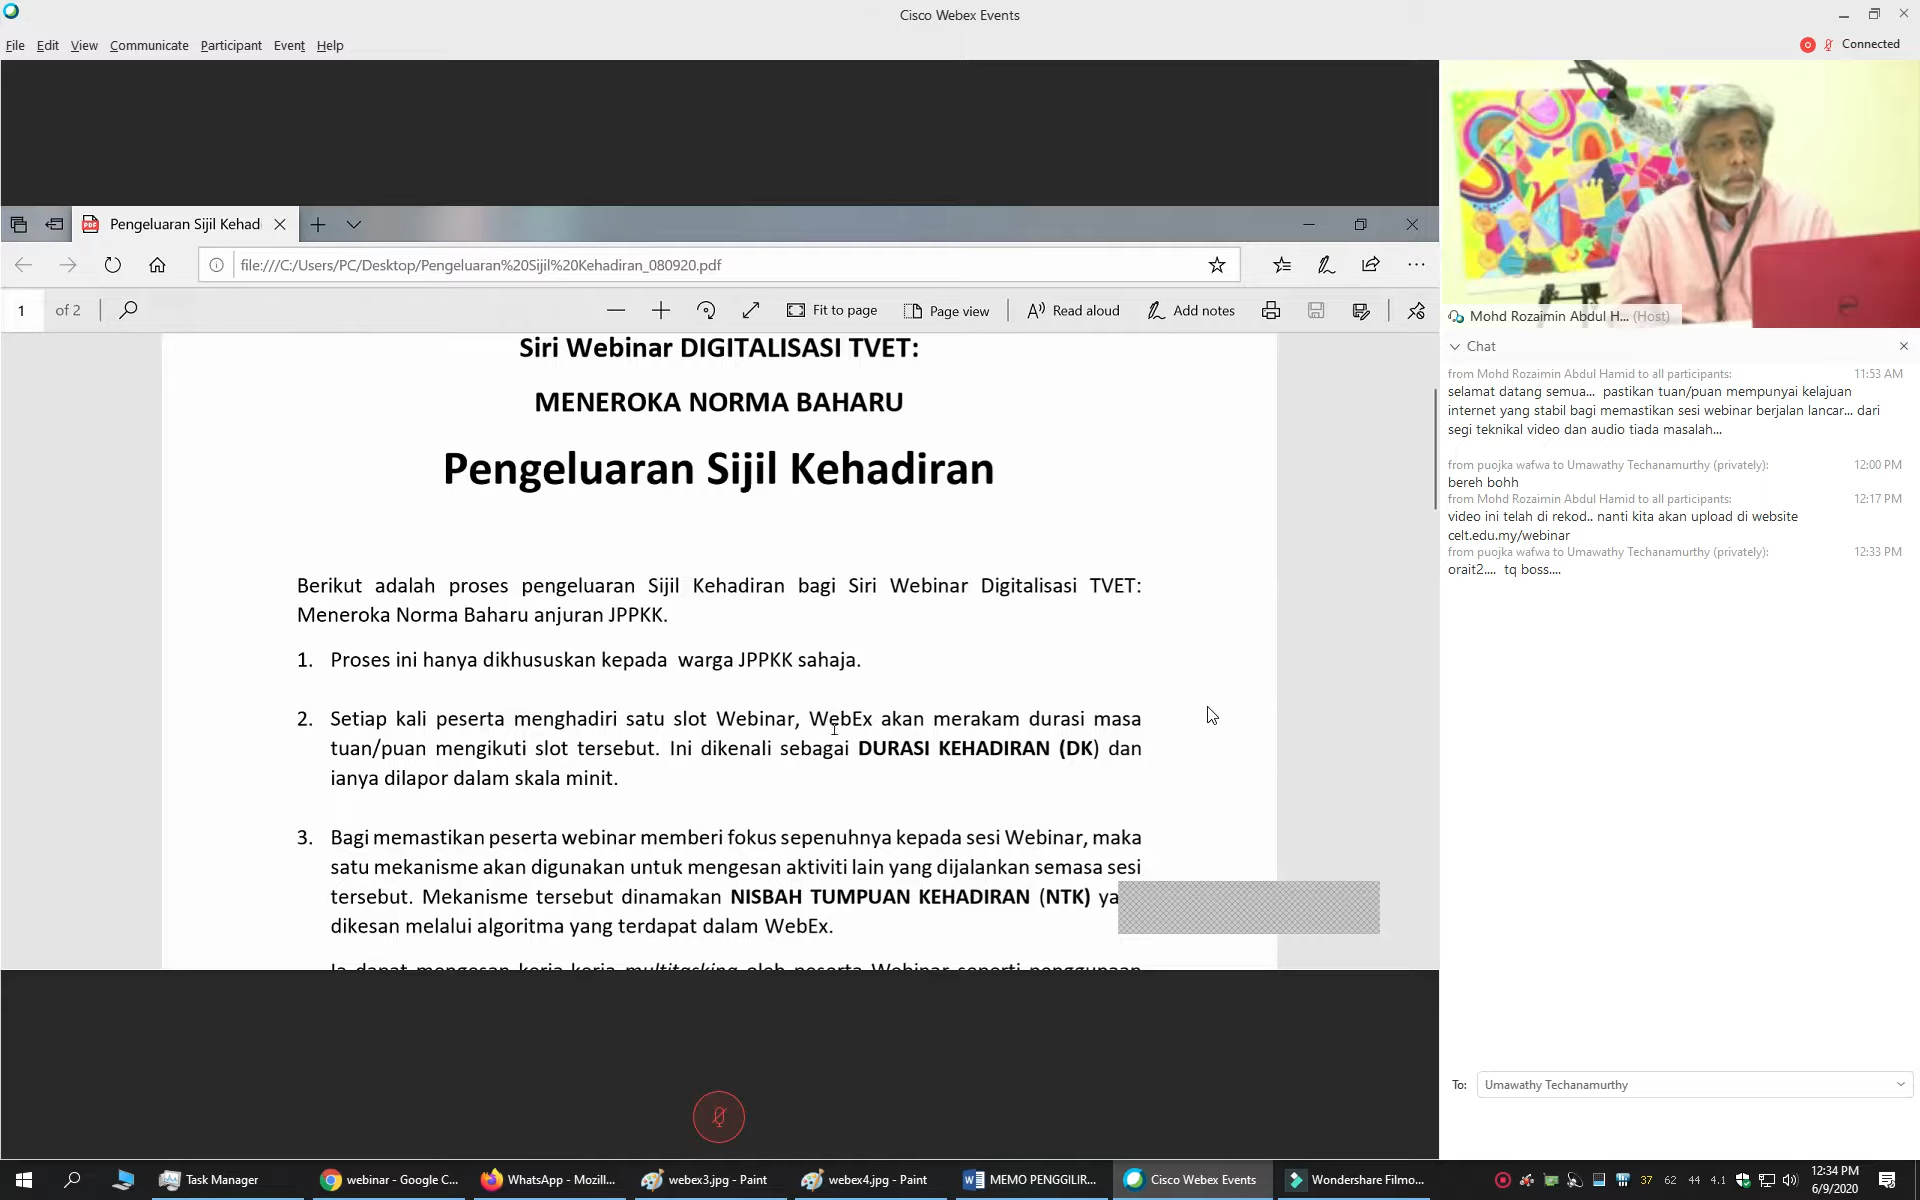 Cisco Webex Events
File Edit View Communicate Participant Event Help
Connected
Pengeluaran Sijil Kehad
file:///C:/Users/PC/Desktop/Pengeluaran%20Sijil%20Kehadiran_080920.pdf
1 of 2 Fit to page Page view Read aloud Add notes
Siri Webinar DIGITALISASI TVET:
MENEROKA NORMA BAHARU
Pengeluaran Sijil Kehadiran
Berikut adalah proses pengeluaran Sijil Kehadiran bagi Siri Webinar Digitalisasi TVET:
Meneroka Norma Baharu anjuran JPPKK.
1. Proses ini hanya dikhususkan kepada warga JPPKK sahaja.
2. Setiap kali peserta menghadiri satu slot Webinar, WebEx akan merakam durasi masa
tuan/puan mengikuti slot tersebut. Ini dikenali sebagai DURASI KEHADIRAN (DK) dan
ianya dilapor dalam skala minit.
3. Bagi memastikan peserta webinar memberi fokus sepenuhnya kepada sesi Webinar, maka
satu mekanisme akan digunakan untuk mengesan aktiviti lain yang dijalankan semasa sesi
tersebut. Mekanisme tersebut dinamakan NISBAH TUMPUAN KEHADIRAN (NTK) ya
dikesan melalui algoritma yang terdapat dalam WebEx.
Mohd Rozaimin Abdul H... (Host)
Chat
from Mohd Rozaimin Abdul Hamid to all participants: 11:53 AM
selamat datang semua... pastikan tuan/puan mempunyai kelajuan
internet yang stabil bagi memastikan sesi webinar berjalan lancar... dari
segi teknikal video dan audio tiada masalah...
from puojka wafwa to Umawathy Techanamurthy (privately): 12:00 PM
bereh bohh
from Mohd Rozaimin Abdul Hamid to all participants: 12:17 PM
video ini telah di rekod.. nanti kita akan upload di website
celt.edu.my/webinar
from puojka wafwa to Umawathy Techanamurthy (privately): 12:33 PM
orait2.... tq boss....
To: Umawathy Techanamurthy
Task Manager webinar - Google C... WhatsApp - Mozill... webex3.jpg - Paint webex4.jpg - Paint MEMO PENGGILIR... Cisco Webex Events Wondershare Filmo... 37 62 44 4.1 12:34 PM
6/9/2020